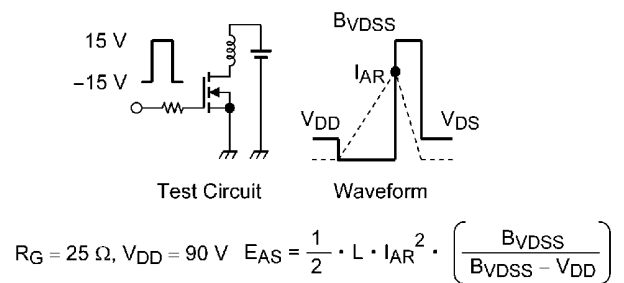 15 V
−15 V
BVDSS
IAR
VDD
VDS
Test Circuit
Waveform
RG = 25 Ω, VDD = 90 V EAS = 1/2 · L · IAR² · (BVDSS / (BVDSS − VDD))